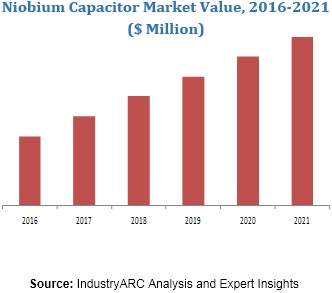 Niobium Capacitor Market Value, 2016-2021
($ Million)
2016 2017 2018 2019 2020 2021
Source: IndustryARC Analysis and Expert Insights